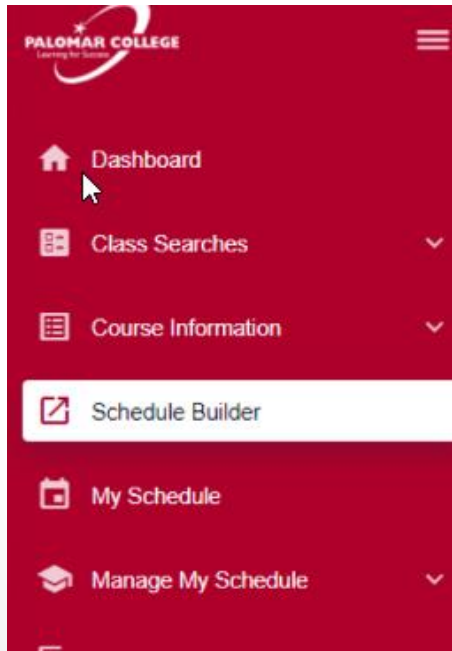 PALOMAR COLLEGE
Learning for Success
Dashboard
Class Searches
Course Information
Schedule Builder
My Schedule
Manage My Schedule